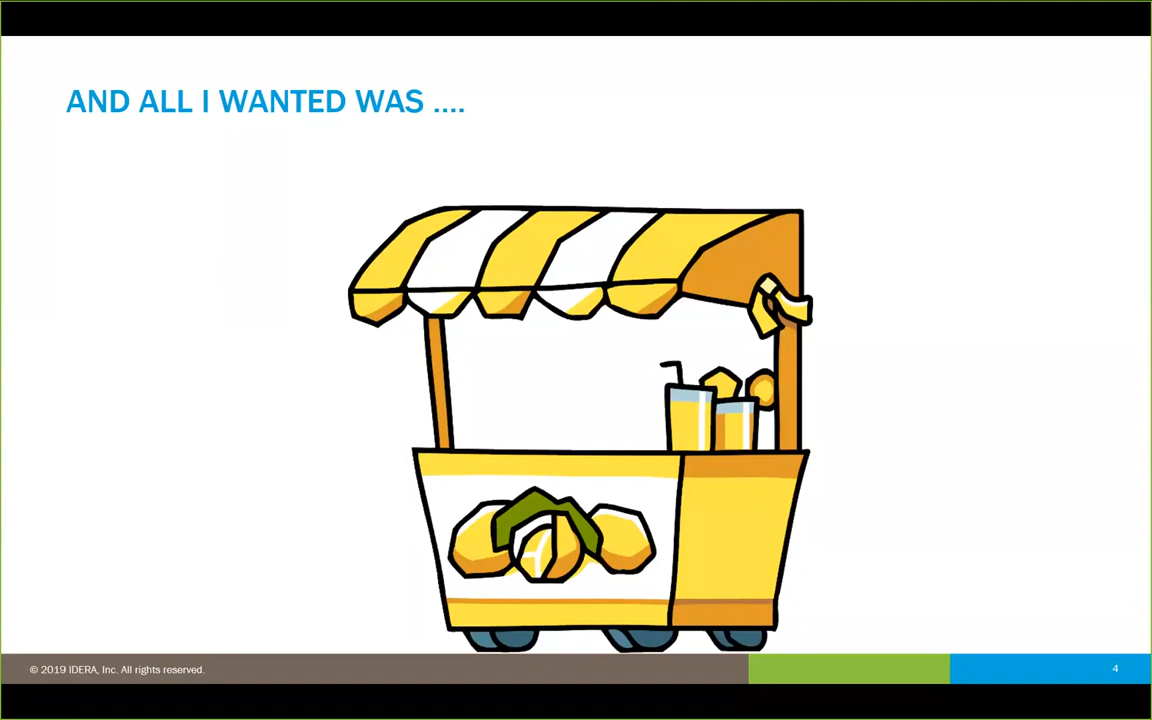 AND ALL I WANTED WAS ....
© 2019 IDERA, Inc. All rights reserved.
4